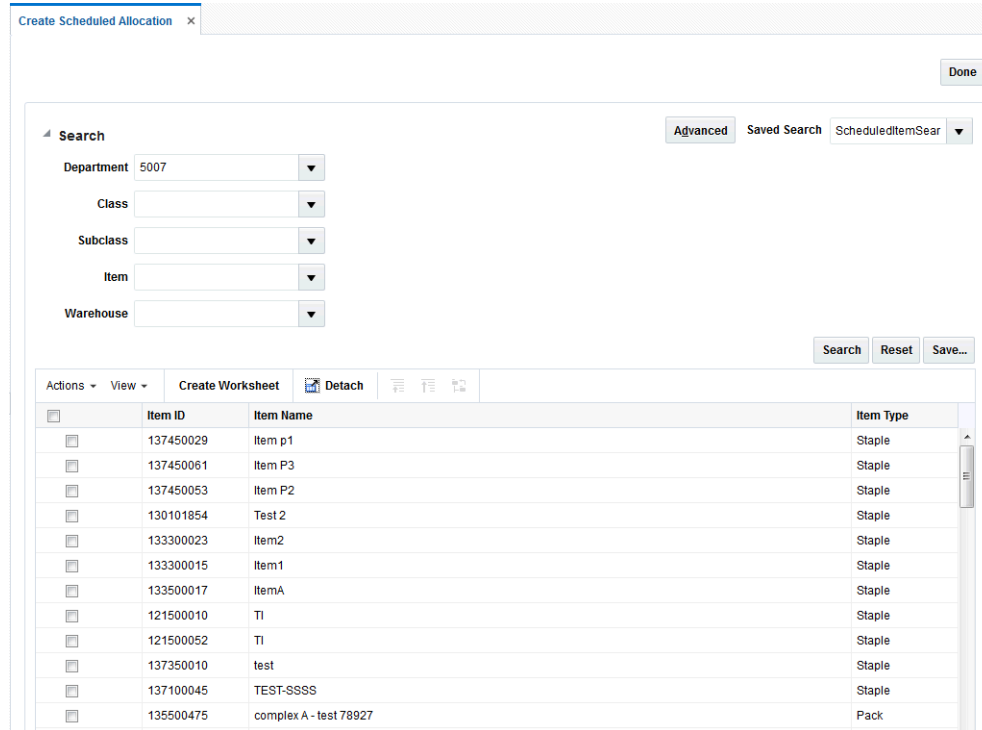 Create Scheduled Allocation
Done
Search
Advanced Saved Search ScheduledItemSear
Department 5007
Class
Subclass
Item
Warehouse
Search Reset Save...
Actions View Create Worksheet Detach
Item ID Item Name Item Type
137450029 Item p1 Staple
137450061 Item P3 Staple
137450053 Item P2 Staple
130101854 Test 2 Staple
133300023 Item2 Staple
133300015 Item1 Staple
133500017 ItemA Staple
121500010 TI Staple
121500052 TI Staple
137350010 test Staple
137100045 TEST-SSSS Staple
135500475 complex A - test 78927 Pack